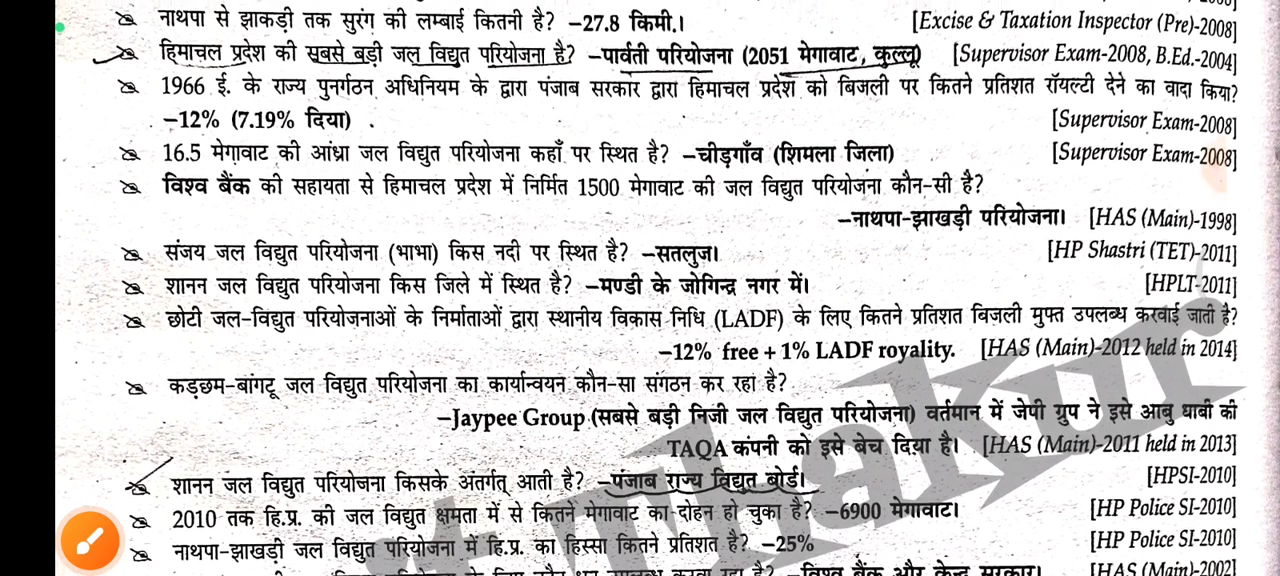 नाथपा से झाकड़ी तक सुरंग की लम्बाई कितनी है? –27.8 किमी.। [Excise & Taxation Inspector (Pre)-2008]
हिमाचल प्रदेश की सबसे बड़ी जल विद्युत परियोजना है? –पार्वती परियोजना (2051 मेगावाट, कुल्लू) [Supervisor Exam-2008, B.Ed.-2004]
1966 ई. के राज्य पुनर्गठन अधिनियम के द्वारा पंजाब सरकार द्वारा हिमाचल प्रदेश को बिजली पर कितने प्रतिशत रॉयल्टी देने का वादा किया?
–12% (7.19% दिया) . [Supervisor Exam-2008]
16.5 मेगावाट की आंध्रा जल विद्युत परियोजना कहाँ पर स्थित है? –चीड़गाँव (शिमला जिला) [Supervisor Exam-2008]
विश्व बैंक की सहायता से हिमाचल प्रदेश में निर्मित 1500 मेगावाट की जल विद्युत परियोजना कौन-सी है?
–नाथपा-झाखड़ी परियोजना। [HAS (Main)-1998]
संजय जल विद्युत परियोजना (भाभा) किस नदी पर स्थित है? –सतलुज। [HP Shastri (TET)-2011]
शानन जल विद्युत परियोजना किस जिले में स्थित है? –मण्डी के जोगिन्द्र नगर में। [HPLT-2011]
छोटी जल-विद्युत परियोजनाओं के निर्माताओं द्वारा स्थानीय विकास निधि (LADF) के लिए कितने प्रतिशत बिजली मुफ्त उपलब्ध करवाई जाती है?
–12% free + 1% LADF royality. [HAS (Main)-2012 held in 2014]
कड़छम-बांगटू जल विद्युत परियोजना का कार्यान्वयन कौन-सा संगठन कर रहा है?
–Jaypee Group (सबसे बड़ी निजी जल विद्युत परियोजना) वर्तमान में जेपी ग्रुप ने इसे आबु धाबी की
TAQA कंपनी को इसे बेच दिया है। [HAS (Main)-2011 held in 2013]
शानन जल विद्युत परियोजना किसके अंतर्गत् आती है? –पंजाब राज्य विद्युत बोर्ड। [HPSI-2010]
2010 तक हि.प्र. की जल विद्युत क्षमता में से कितने मेगावाट का दोहन हो चुका है? –6900 मेगावाट। [HP Police SI-2010]
नाथपा-झाखड़ी जल विद्युत परियोजना में हि.प्र. का हिस्सा कितने प्रतिशत है? –25% [HP Police SI-2010]
–विश्व बैंक और केन्द्र सरकार। [HAS (Main)-2002]
Thakur